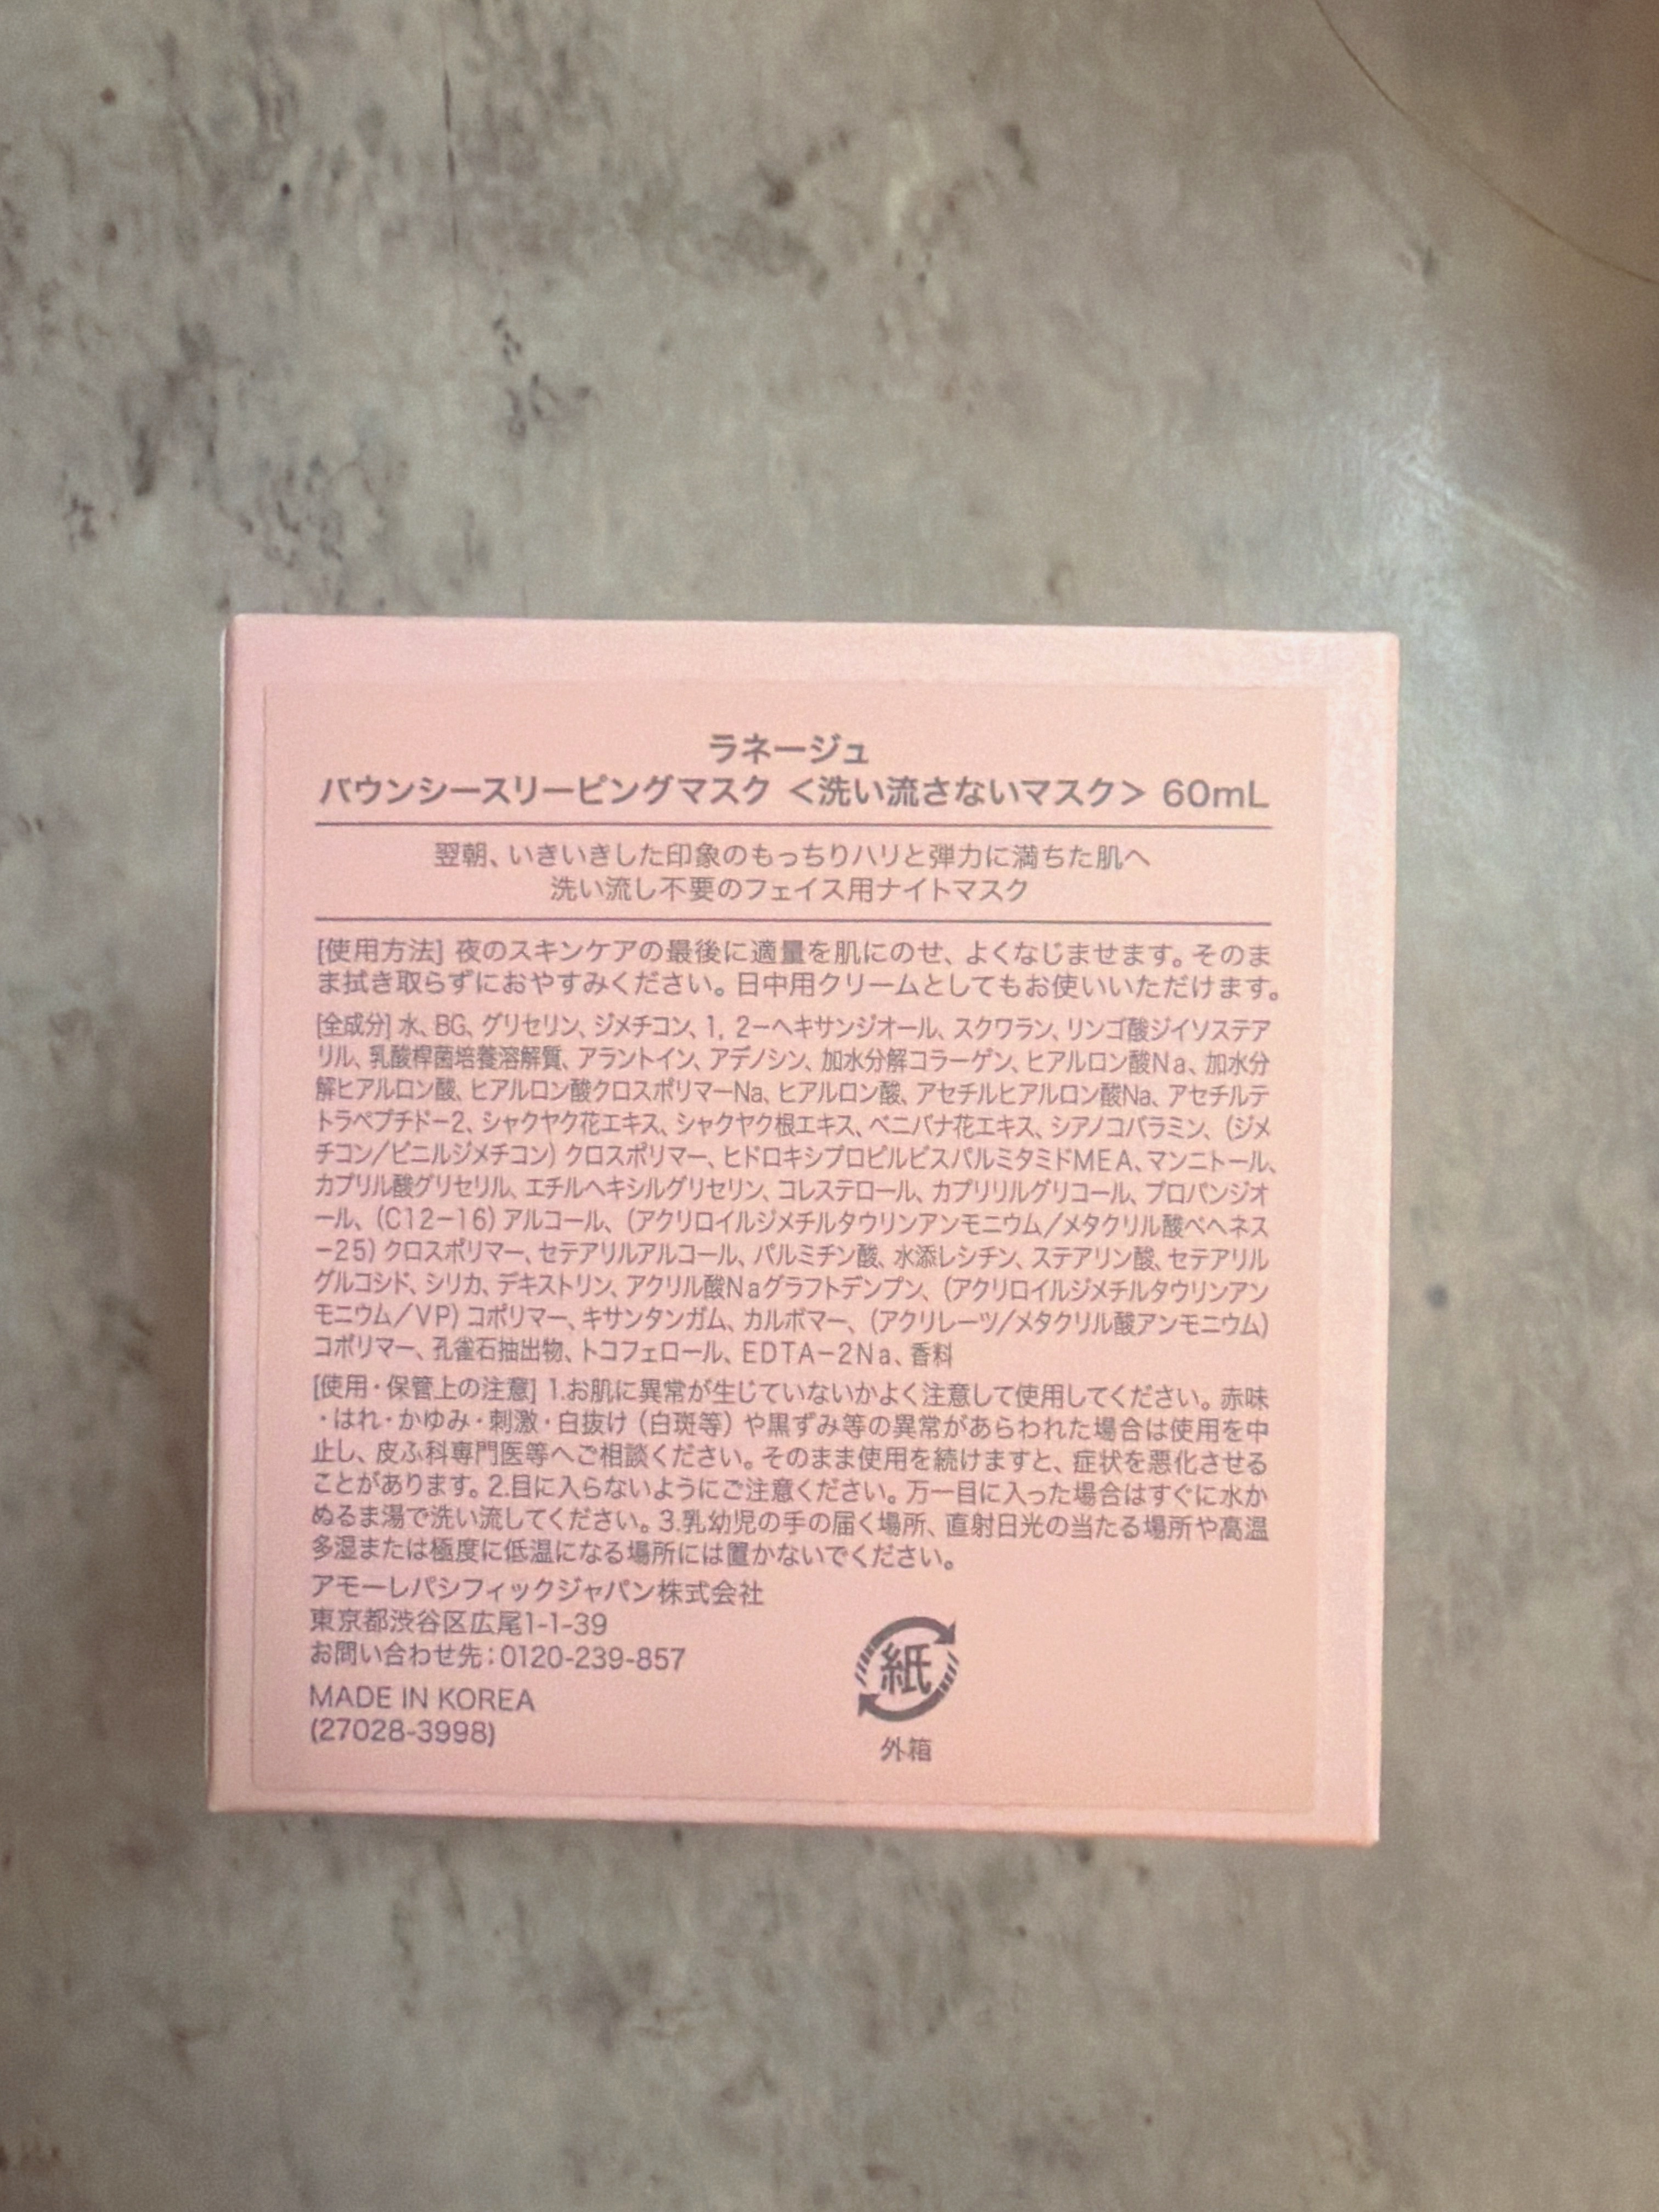 ラネージュ
バウンシースリーピングマスク ＜洗い流さないマスク＞ 60mL
翌朝、いきいきした印象のもっちりハリと弾力に満ちた肌へ
洗い流し不要のフェイス用ナイトマスク
[使用方法] 夜のスキンケアの最後に適量を肌にのせ、よくなじませます。そのま
ま拭き取らずにおやすみください。日中用クリームとしてもお使いいただけます。
[全成分] 水、BG、グリセリン、ジメチコン、1, 2－ヘキサンジオール、スクワラン、リンゴ酸ジイソステア
リル、乳酸桿菌培養溶解質、アラントイン、アデノシン、加水分解コラーゲン、ヒアルロン酸Na、加水分
解ヒアルロン酸、ヒアルロン酸クロスポリマーNa、ヒアルロン酸、アセチルヒアルロン酸Na、アセチルテ
トラペプチドー2、シャクヤク花エキス、シャクヤク根エキス、ベニバナ花エキス、シアノコバラミン、（ジメ
チコン/ビニルジメチコン）クロスポリマー、ヒドロキシプロピルビスパルミタミドMEA、マンニトール、
カプリル酸グリセリル、エチルヘキシルグリセリン、コレステロール、カプリリルグリコール、プロパンジオ
ール、（C12－16）アルコール、（アクリロイルジメチルタウリンアンモニウム/メタクリル酸ベヘネス
－25）クロスポリマー、セテアリルアルコール、パルミチン酸、水添レシチン、ステアリン酸、セテアリル
グルコシド、シリカ、デキストリン、アクリル酸Naグラフトデンプン、（アクリロイルジメチルタウリンアン
モニウム/VP）コポリマー、キサンタンガム、カルボマー、（アクリレーツ/メタクリル酸アンモニウム）
コポリマー、孔雀石抽出物、トコフェロール、EDTA－2Na、香料
[使用・保管上の注意] 1.お肌に異常が生じていないかよく注意して使用してください。赤味
・はれ・かゆみ・刺激・白抜け（白斑等）や黒ずみ等の異常があらわれた場合は使用を中
止し、皮ふ科専門医等へご相談ください。そのまま使用を続けますと、症状を悪化させる
ことがあります。2.目に入らないようにご注意ください。万一目に入った場合はすぐに水か
ぬるま湯で洗い流してください。3.乳幼児の手の届く場所、直射日光の当たる場所や高温
多湿または極度に低温になる場所には置かないでください。
アモーレパシフィックジャパン株式会社
東京都渋谷区広尾1-1-39
お問い合わせ先：0120-239-857
MADE IN KOREA
(27028-3998)
紙
外箱